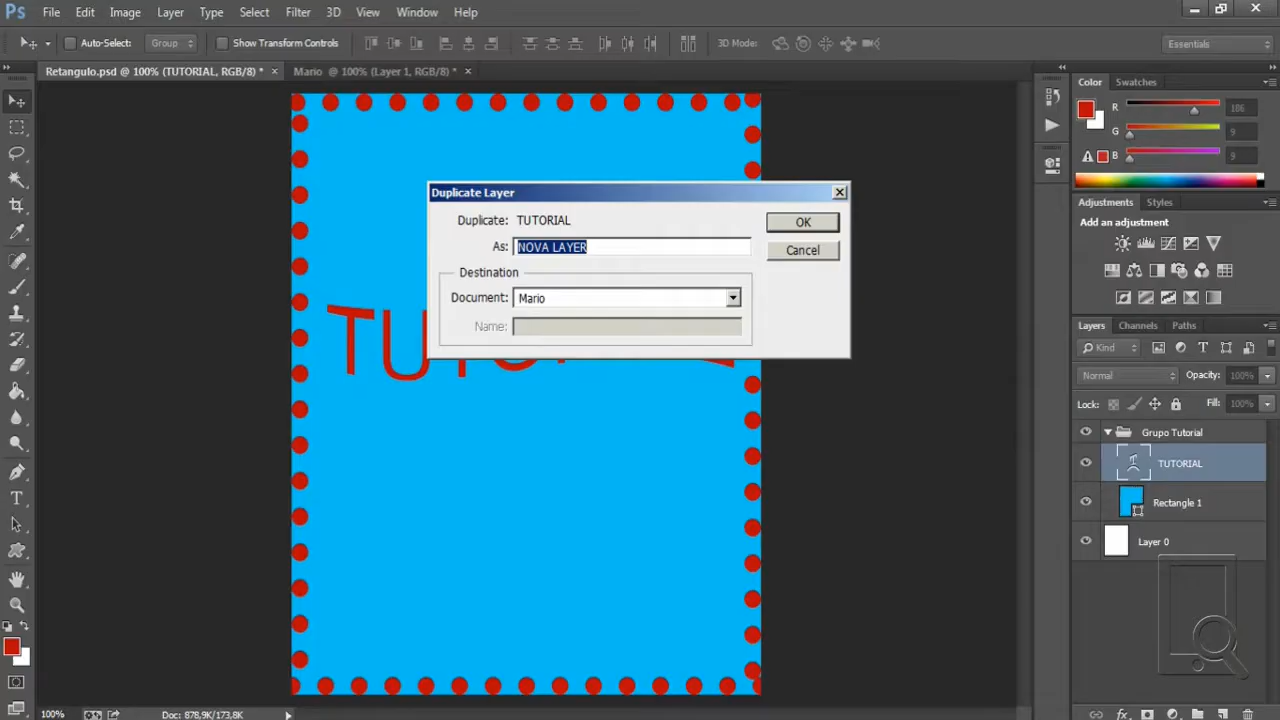 Ps File Edit Image Layer Type Select Filter 3D View Window Help
Auto-Select: Group Show Transform Controls 3D Mode: Essentials
Retangulo.psd @ 100% (TUTORIAL, RGB/8) * × Mario @ 100% (Layer 1, RGB/8) * ×
Color Swatches
R 186
G 9
B 9
Adjustments Styles
Add an adjustment
Duplicate Layer
Duplicate: TUTORIAL OK
As: NOVA LAYER Cancel
Destination
Document: Mario
Name:
Layers Channels Paths
Kind
Normal Opacity: 100%
Lock: Fill: 100%
Grupo Tutorial
TUTORIAL
Rectangle 1
Layer 0
100% Doc: 878,9K/173,8K